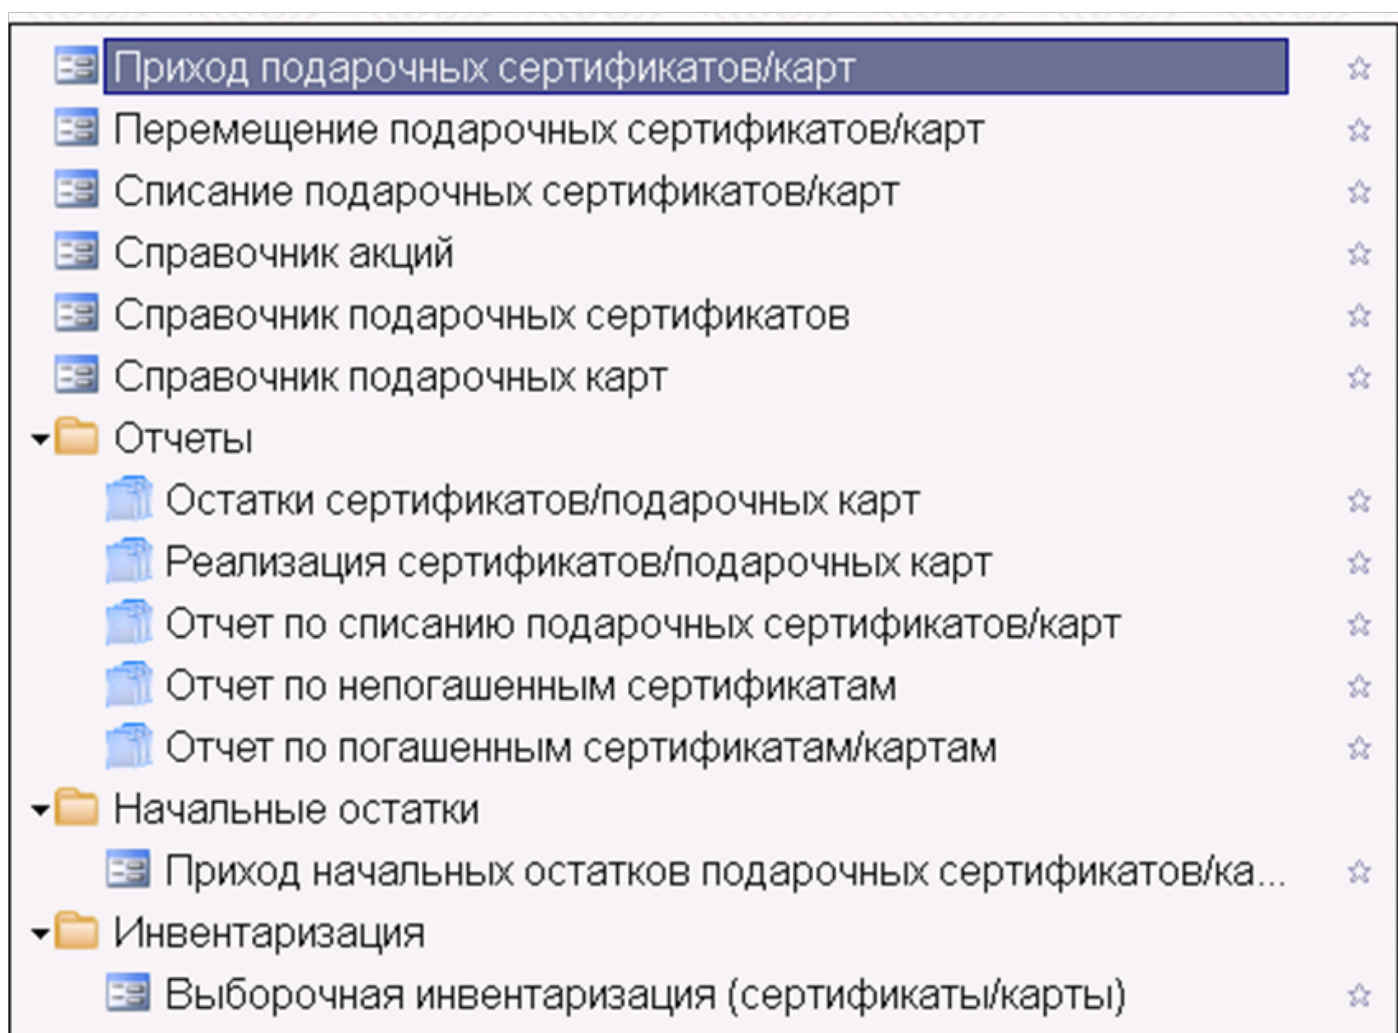 Приход подарочных сертификатов/карт
Перемещение подарочных сертификатов/карт
Списание подарочных сертификатов/карт
Справочник акций
Справочник подарочных сертификатов
Справочник подарочных карт
Отчеты
Остатки сертификатов/подарочных карт
Реализация сертификатов/подарочных карт
Отчет по списанию подарочных сертификатов/карт
Отчет по непогашенным сертификатам
Отчет по погашенным сертификатам/картам
Начальные остатки
Приход начальных остатков подарочных сертификатов/ка...
Инвентаризация
Выборочная инвентаризация (сертификаты/карты)